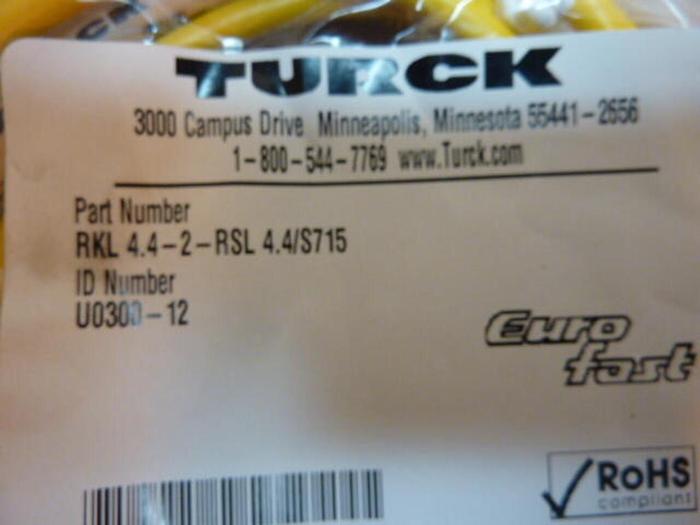 TURCK
3000 Campus Drive Minneapolis, Minnesota 55441-2656
1-800-544-7769 www.Turck.com
Part Number
RKL 4.4-2-RSL 4.4/S715
ID Number
U0300-12
Euro
fast
RoHS
compliant